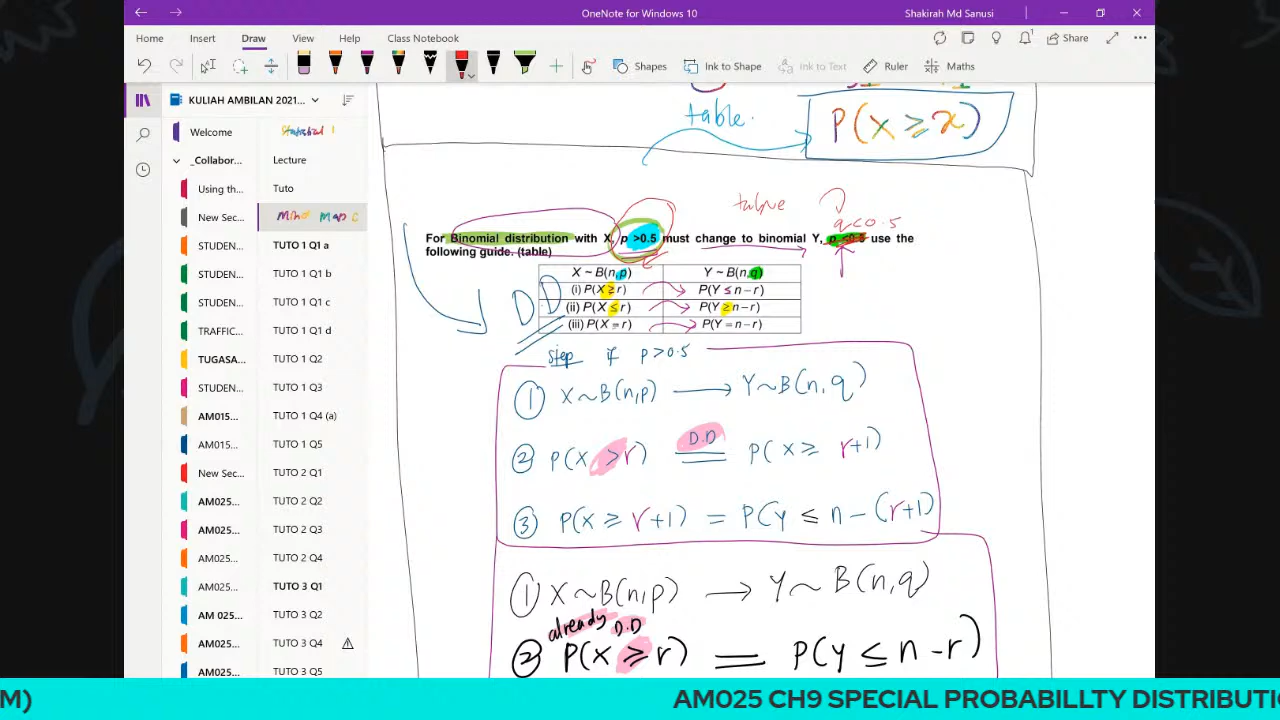 OneNote for Windows 10
Shakirah Md Sanusi
Home Insert Draw View Help Class Notebook
Share
Shapes Ink to Shape Ink to Text Ruler Maths
KULIAH AMBILAN 2021...
Welcome
_Collabor...
Using th...
New Sec...
STUDEN...
STUDEN...
STUDEN...
TRAFFIC...
TUGASA...
STUDEN...
AM015...
AM015...
New Sec...
AM025...
AM025...
AM025...
AM025...
AM 025...
AM025...
AM025...
Lecture
Tuto
Mind Map C
TUTO 1 Q1 a
TUTO 1 Q1 b
TUTO 1 Q1 c
TUTO 1 Q1 d
TUTO 1 Q2
TUTO 1 Q3
TUTO 1 Q4 (a)
TUTO 1 Q5
TUTO 2 Q1
TUTO 2 Q2
TUTO 2 Q3
TUTO 2 Q4
TUTO 3 Q1
TUTO 3 Q2
TUTO 3 Q4
TUTO 3 Q5
table.
P(X ≥ x)
table
q < 0.5
For Binomial distribution with X, p >0.5 must change to binomial Y, p <0.5 use the
following guide. (table)
X ~ B(n,p) Y ~ B(n,q)
(i) P(X ≥ r) P(Y ≤ n – r)
(ii) P(X ≤ r) P(Y ≥ n – r)
(iii) P(X = r) P(Y = n – r)
DD
step if p > 0.5
① X~B(n,p) → Y~B(n,q)
② P(X > r) D.D = P(X ≥ r+1)
③ P(X ≥ r+1) = P(Y ≤ n – (r+1))
① X~B(n,p) → Y~B(n,q)
already D.D
② P(X ≥ r) = P(Y ≤ n – r)
M) AM025 CH9 SPECIAL PROBABILLTY DISTRIBUTI